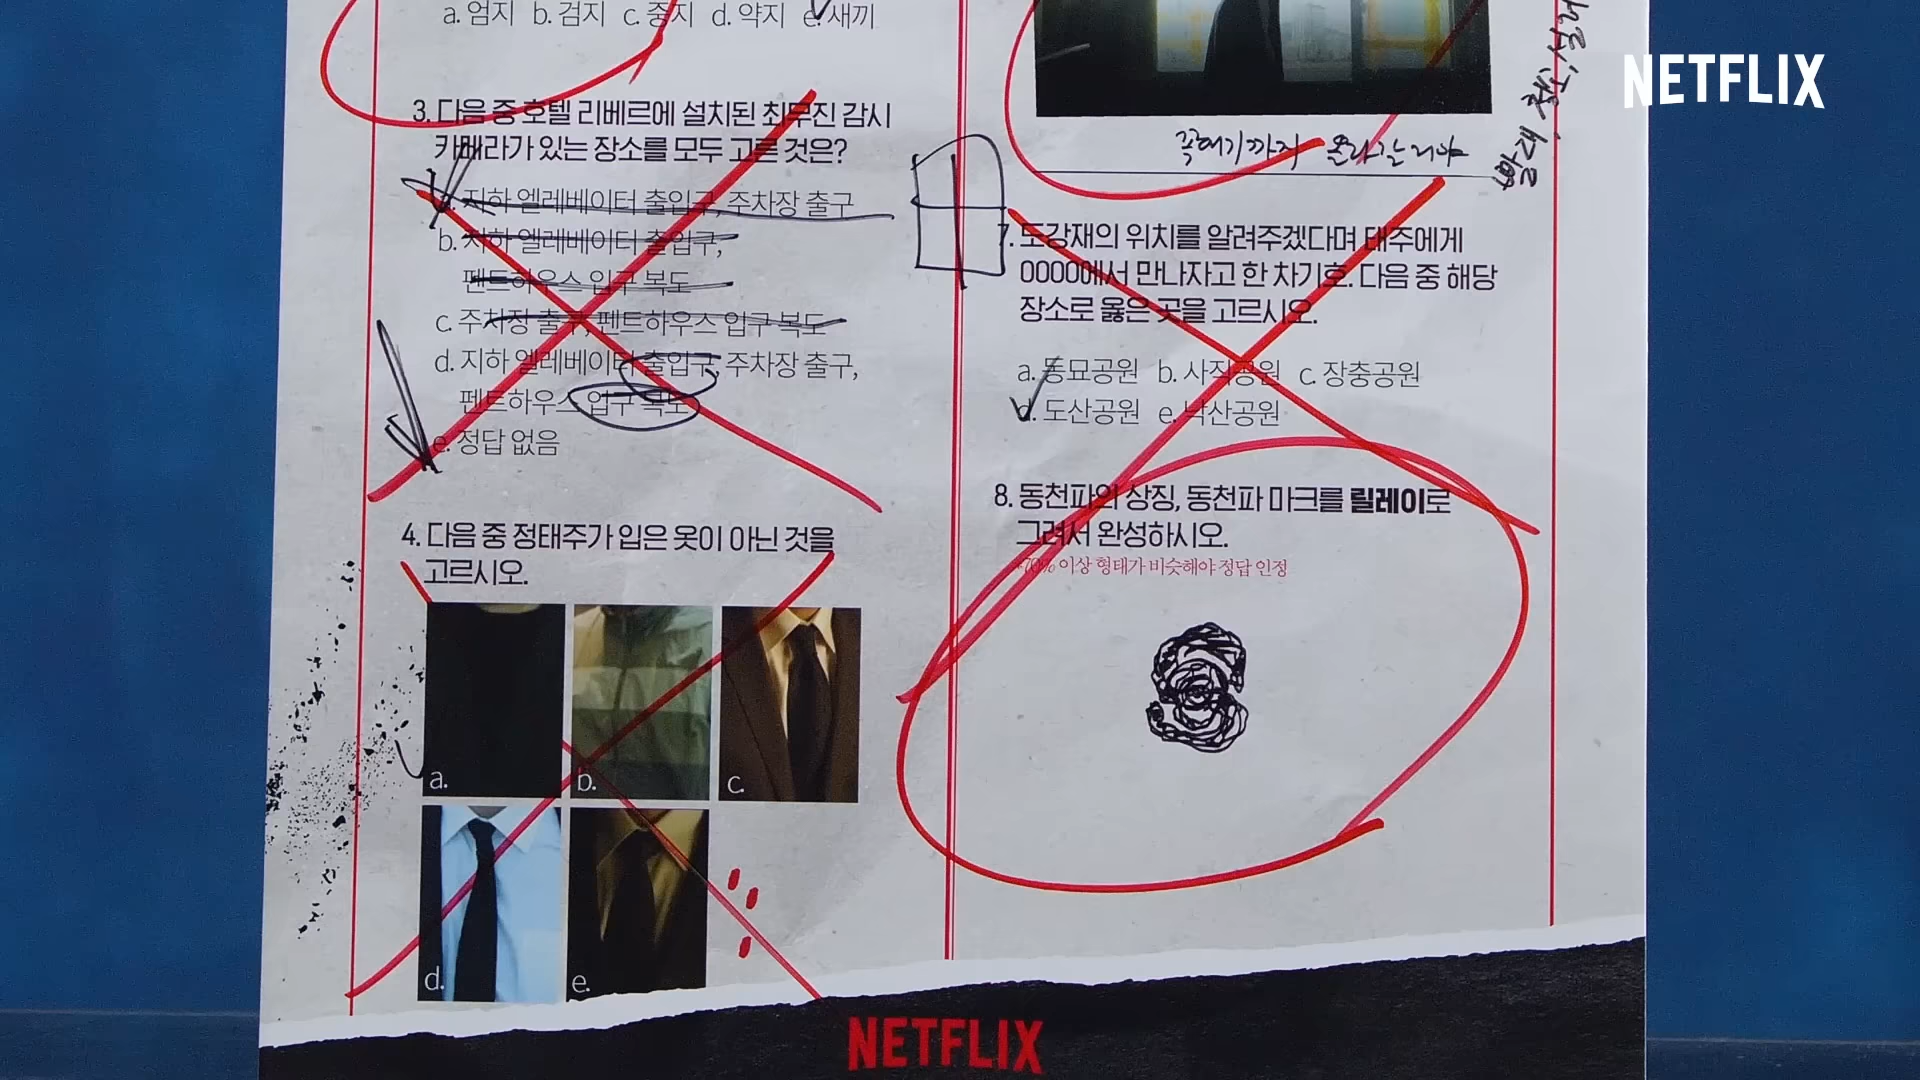 a. 엄지 b. 검지 c. 중지 d. 약지 e. 새끼
3. 다음 중 호텔 리베르에 설치된 최무진 감시
카메라가 있는 장소를 모두 고른 것은?
a. 지하 엘레베이터 출입구, 주차장 출구
b. 지하 엘레베이터 출입구,
펜트하우스 입구 복도
c. 주차장 출구, 펜트하우스 입구 복도
d. 지하 엘레베이터 출입구, 주차장 출구,
펜트하우스 입구 복도
e. 정답 없음
4. 다음 중 정태주가 입은 옷이 아닌 것을
고르시오.
a.
b.
c.
d.
e.
꼭여기까지 올라갈거야
빨래, 청소, 설거
7. 도강재의 위치를 알려주겠다며 태주에게
OOOO에서 만나자고 한 차기호. 다음 중 해당
장소로 옳은 곳을 고르시오.
a. 동묘공원 b. 사직공원 c. 장충공원
d. 도산공원 e. 낙산공원
8. 동천파의 상징, 동천파 마크를 릴레이로
그려서 완성하시오.
*70% 이상 형태가 비슷해야 정답 인정
NETFLIX
NETFLIX